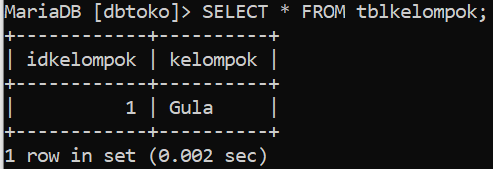 MariaDB [dbtoko]> SELECT * FROM tblkelompok;
+------------+----------+
| idkelompok | kelompok |
+------------+----------+
|          1 | Gula     |
+------------+----------+
1 row in set (0.002 sec)